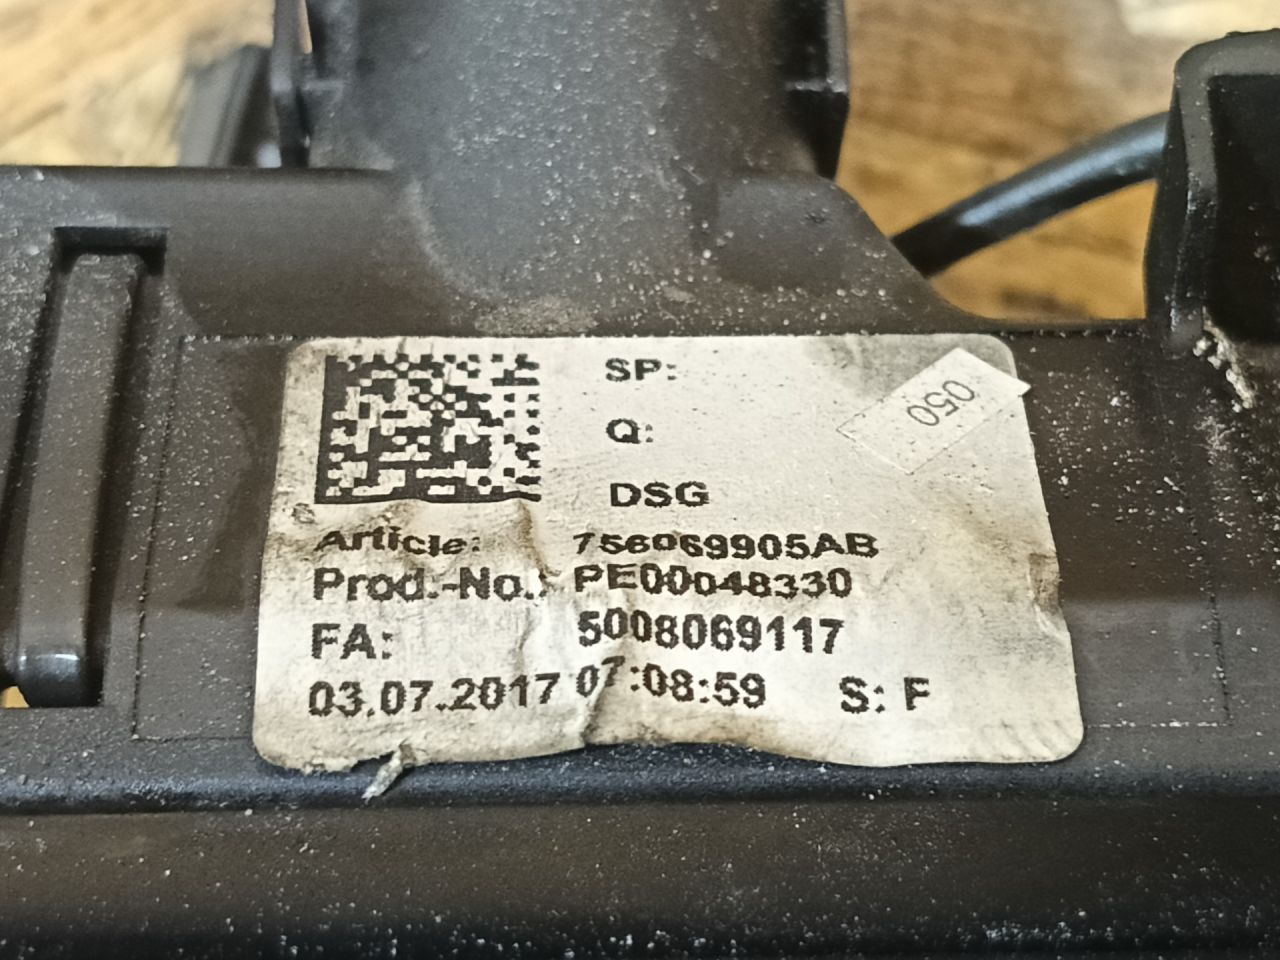 SP:
Q:
050
DSG
Article: 756069905AB
Prod.-No.: PE00048330
FA: 5008069117
03.07.2017 07:08:59 S: F